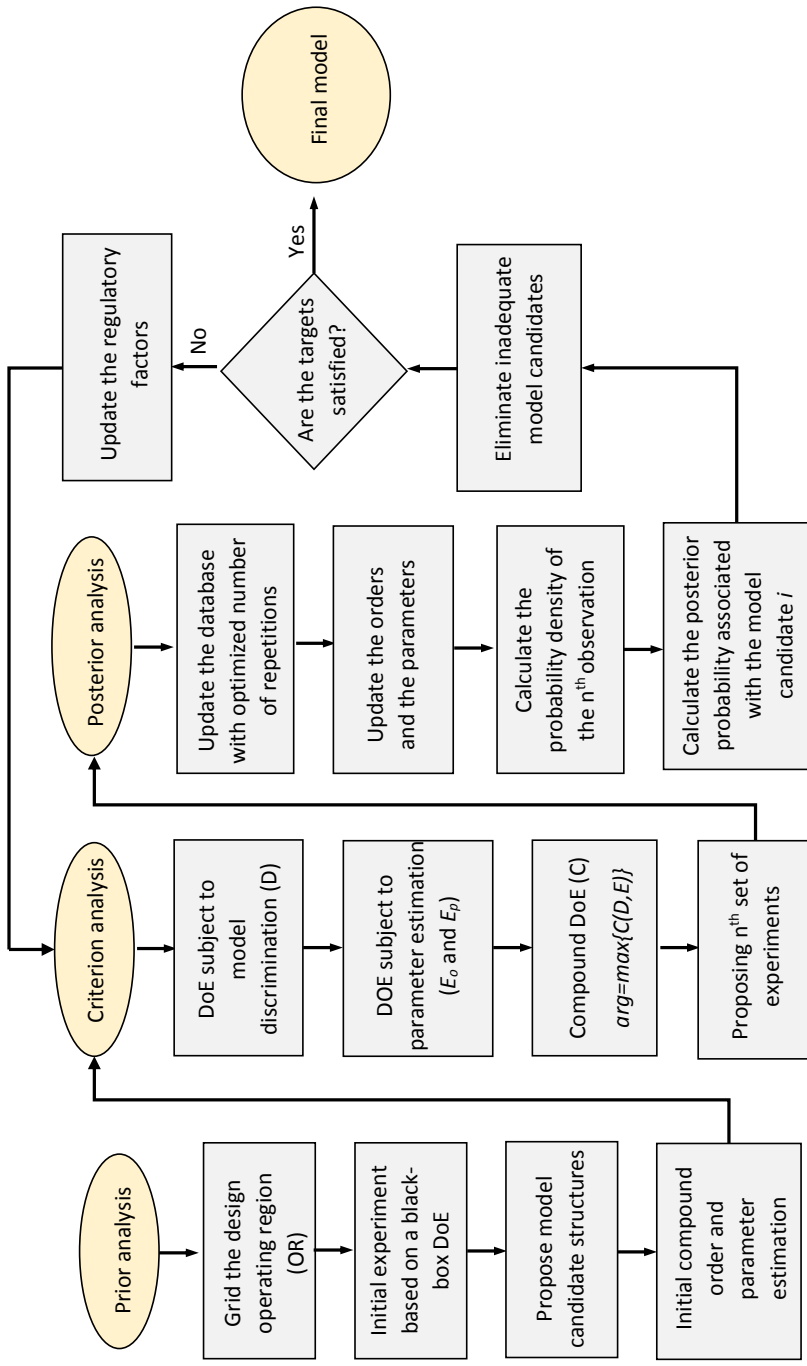 Prior analysis
Grid the design
operating region
(OR)
Initial experiment
based on a black-
box DoE
Propose model
candidate structures
Initial compound
order and
parameter
estimation
Criterion analysis
DoE subject to
model
discrimination (D)
DOE subject to
parameter estimation
(Eo and Ep)
Compound DoE (C)
arg=max{C(D,E)}
Proposing nth set of
experiments
Posterior analysis
Update the database
with optimized number
of repetitions
Update the orders
and the parameters
Calculate the
probability density of
the nth observation
Calculate the posterior
probability associated
with the model
candidate i
Update the regulatory
factors
No
Are the targets
satisfied?
Yes
Eliminate inadequate
model candidates
Final model